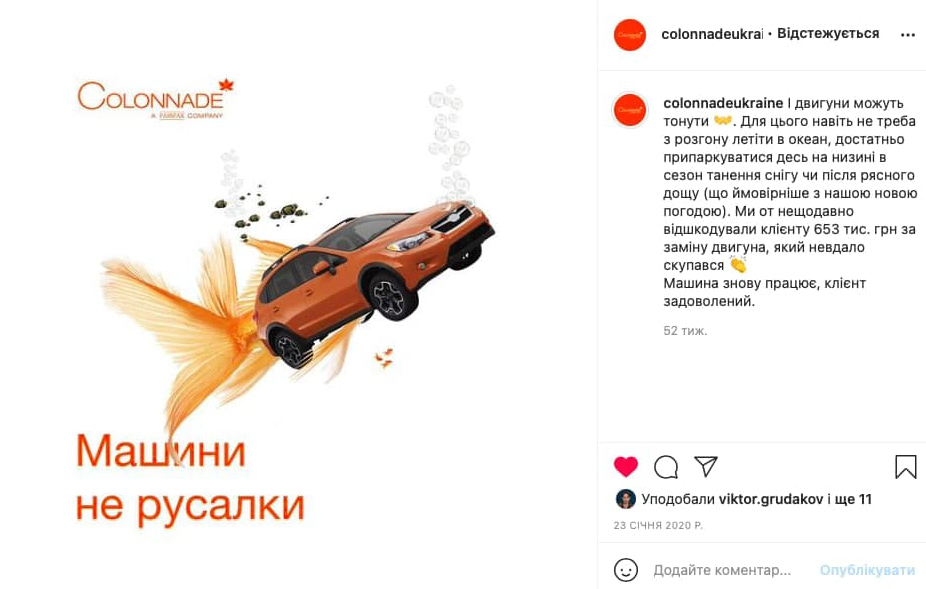 COLONNADE
A FAIRFAX COMPANY
Машини
не русалки
colonnadeukrai • Відстежується
colonnadeukraine І двигуни можуть
тонути 🤝. Для цього навіть не треба
з розгону летіти в океан, достатньо
припаркуватися десь на низині в
сезон танення снігу чи після рясного
дощу (що ймовірніше з нашою новою
погодою). Ми от нещодавно
відшкодували клієнту 653 тис. грн за
заміну двигуна, який невдало
скупався 👏
Машина знову працює, клієнт
задоволений.
52 тиж.
Уподобали viktor.grudakov і ще 11
23 СІЧНЯ 2020 Р.
Додайте коментар...
Опублікувати